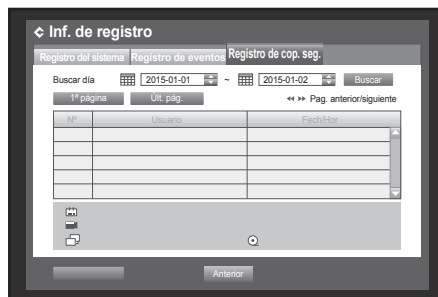 Inf. de registro
Registro del sistema Registro de eventos Registro de cop. seg.
Buscar día 2015-01-01 ~ 2015-01-02 Buscar
1ª página Últ. pág. Pag. anterior/siguiente
Nº Usuario Fech/Hor
Anterior